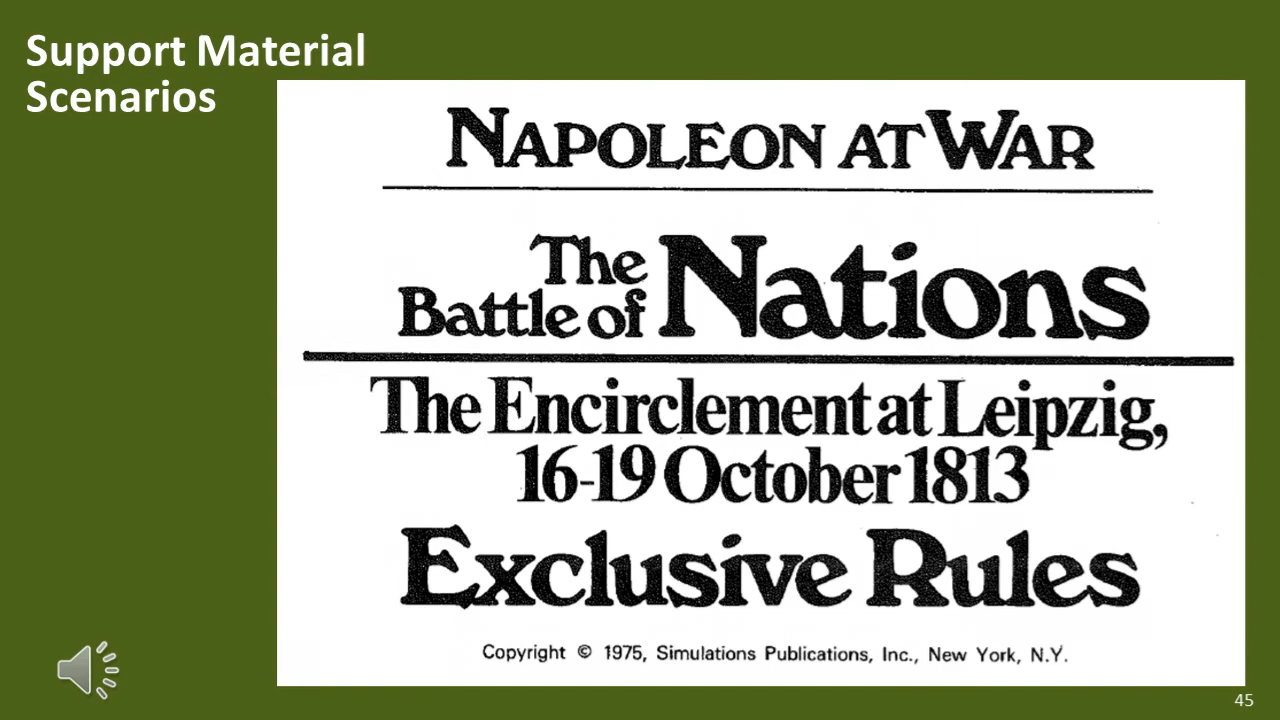 Support Material
Scenarios
NAPOLEON AT WAR
The
Battle of Nations
The Encirclement at Leipzig,
16-19 October 1813
Exclusive Rules
Copyright © 1975, Simulations Publications, Inc., New York, N.Y.
45